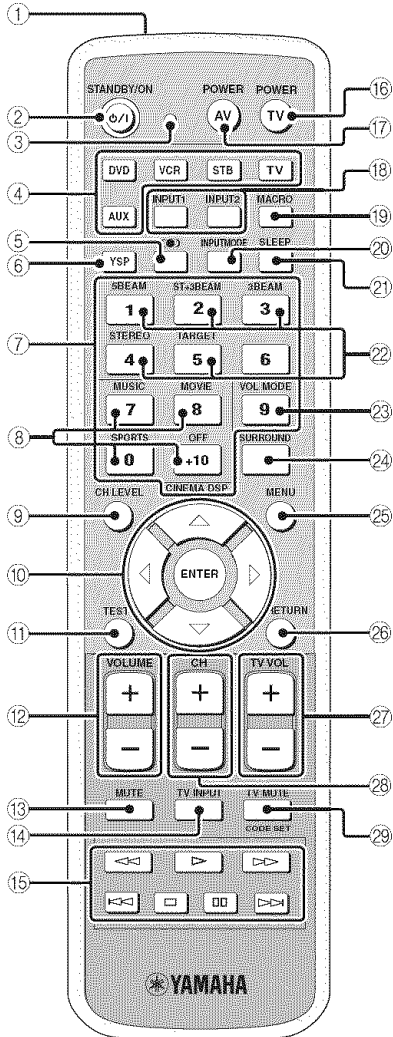 ①
STANDBY/ON POWER POWER ⑯
② ⏻/I AV TV
③ ⑰
④ DVD VCR STB TV ⑱
AUX INPUT1 INPUT2 MACRO ⑲
⑤ INPUTMODE SLEEP ⑳
⑥ YSP ㉑
5BEAM ST+3BEAM 3BEAM
⑦ 1 2 3
STEREO TARGET ㉒
4 5 6
MUSIC MOVIE VOL MODE
7 8 9 ㉓
⑧ SPORTS OFF SURROUND
0 +10 ㉔
CH LEVEL CINEMA DSP MENU
⑨ ㉕
⑩ ENTER
TEST RETURN
⑪ ㉖
VOLUME CH TV VOL
⑫ + + + ㉗
– – – ㉘
MUTE TV INPUT TV MUTE
⑬ ⑭ CODE SET ㉙
⑮
YAMAHA